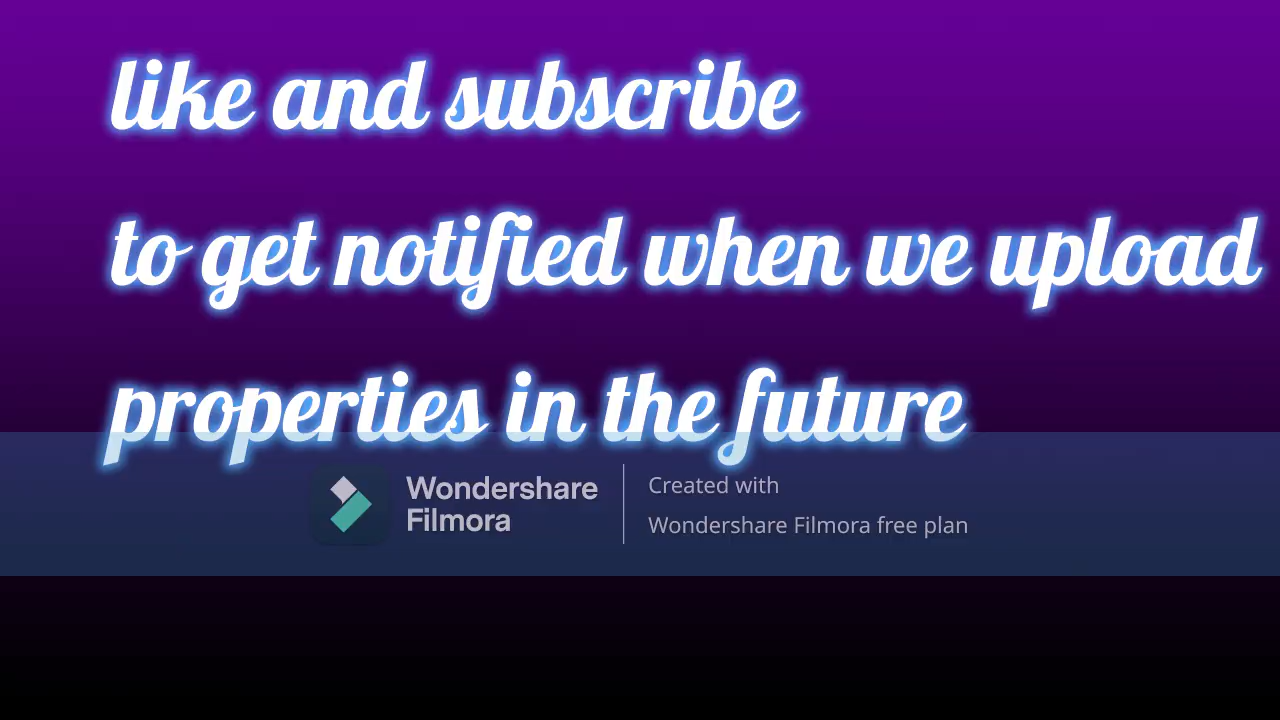 like and subscribe
to get notified when we upload
properties in the future
Wondershare
Filmora
Created with
Wondershare Filmora free plan